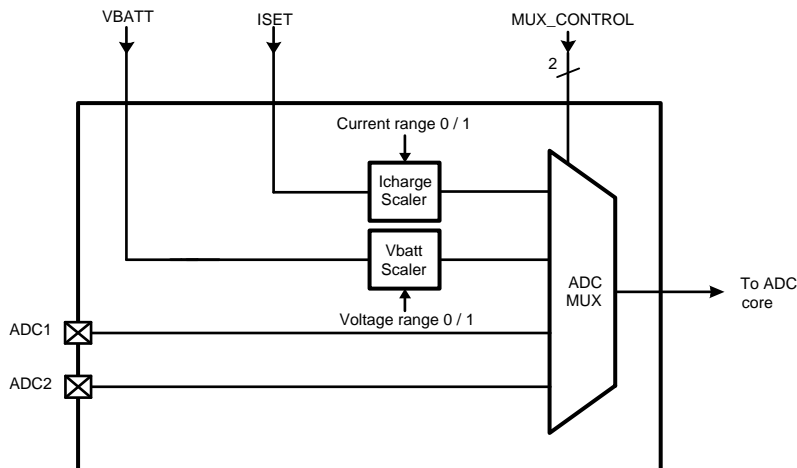 VBATT
ISET
MUX_CONTROL
2
Current range 0 / 1
Icharge
Scaler
Vbatt
Scaler
ADC
MUX
To ADC
core
Voltage range 0 / 1
ADC1
ADC2